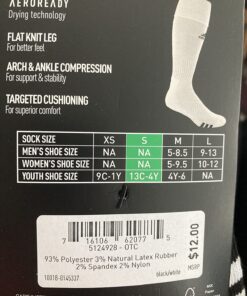 AEROREADY
Drying technology
FLAT KNIT LEG
For better feel
ARCH & ANKLE COMPRESSION
For support & stability
TARGETED CUSHIONING
For superior comfort
SOCK SIZE XS S M L
MEN'S SHOE SIZE NA NA 5-8.5 9-13
WOMEN'S SHOE SIZE NA NA 5-9.5 10-12
YOUTH SHOE SIZE 9C-1Y 13C-4Y 4Y-6 NA
7 16106 62077 5
5124928 - OTC
$12.00
MSRP
93% Polyester 3% Natural Latex Rubber
2% Spandex 2% Nylon
black/white